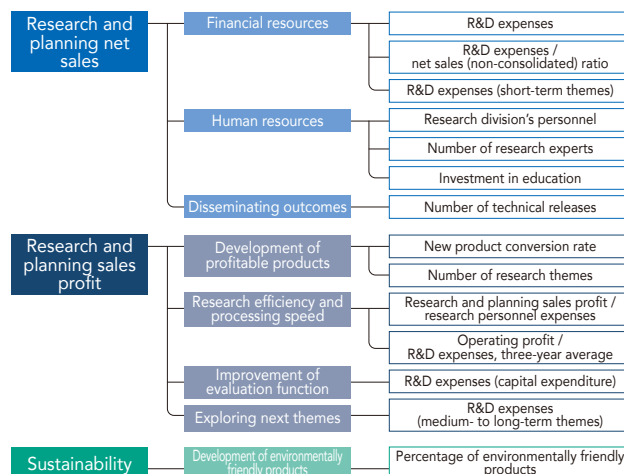 Research and
planning net
sales
Financial resources
R&D expenses
R&D expenses /
net sales (non-consolidated) ratio
R&D expenses (short-term themes)
Human resources
Research division's personnel
Number of research experts
Investment in education
Disseminating outcomes
Number of technical releases
Research and
planning sales
profit
Development of
profitable products
New product conversion rate
Number of research themes
Research efficiency and
processing speed
Research and planning sales profit /
research personnel expenses
Operating profit /
R&D expenses, three-year average
Improvement of
evaluation function
R&D expenses (capital expenditure)
Exploring next themes
R&D expenses
(medium- to long-term themes)
Sustainability
Development of environmentally
friendly products
Percentage of environmentally friendly
products